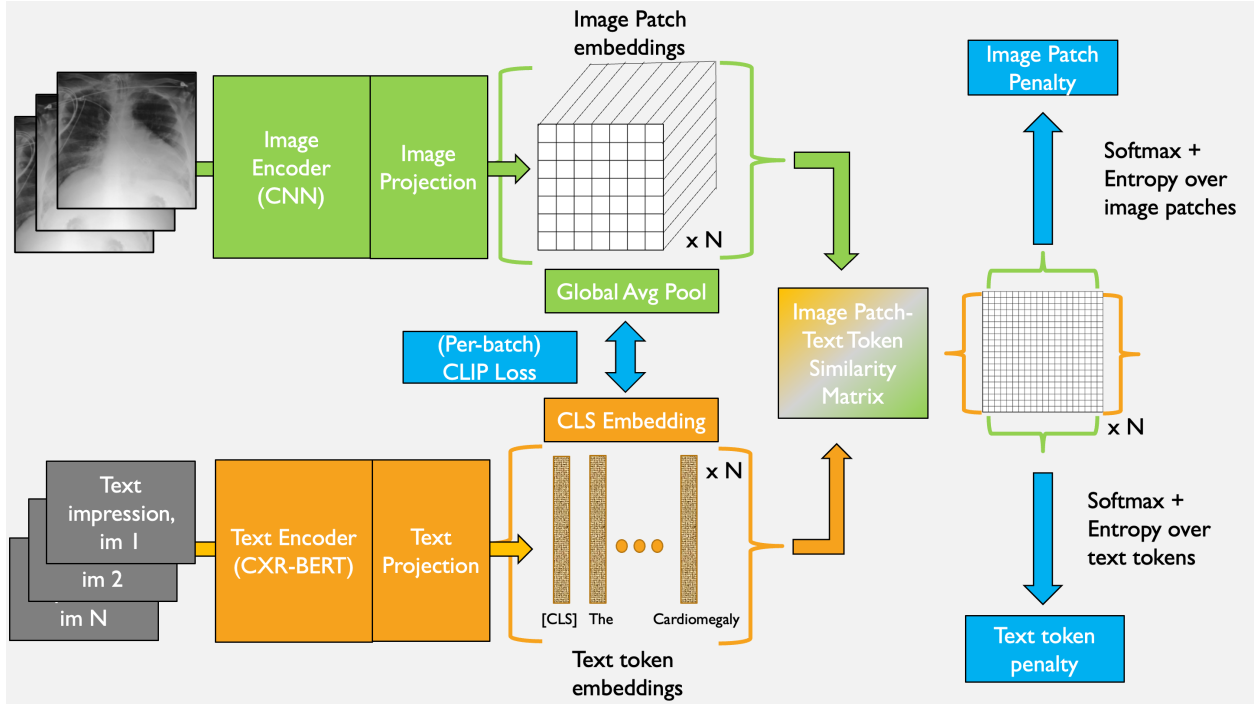 Image Patch
embeddings
Image
Encoder
(CNN)
Image
Projection
x N
Global Avg Pool
(Per-batch)
CLIP Loss
CLS Embedding
Text
impression,
im 1
im 2
im N
Text Encoder
(CXR-BERT)
Text
Projection
x N
[CLS]
The
Cardiomegaly
Text token
embeddings
Image Patch-
Text Token
Similarity
Matrix
Image Patch
Penalty
Softmax +
Entropy over
image patches
x N
Softmax +
Entropy over
text tokens
Text token
penalty